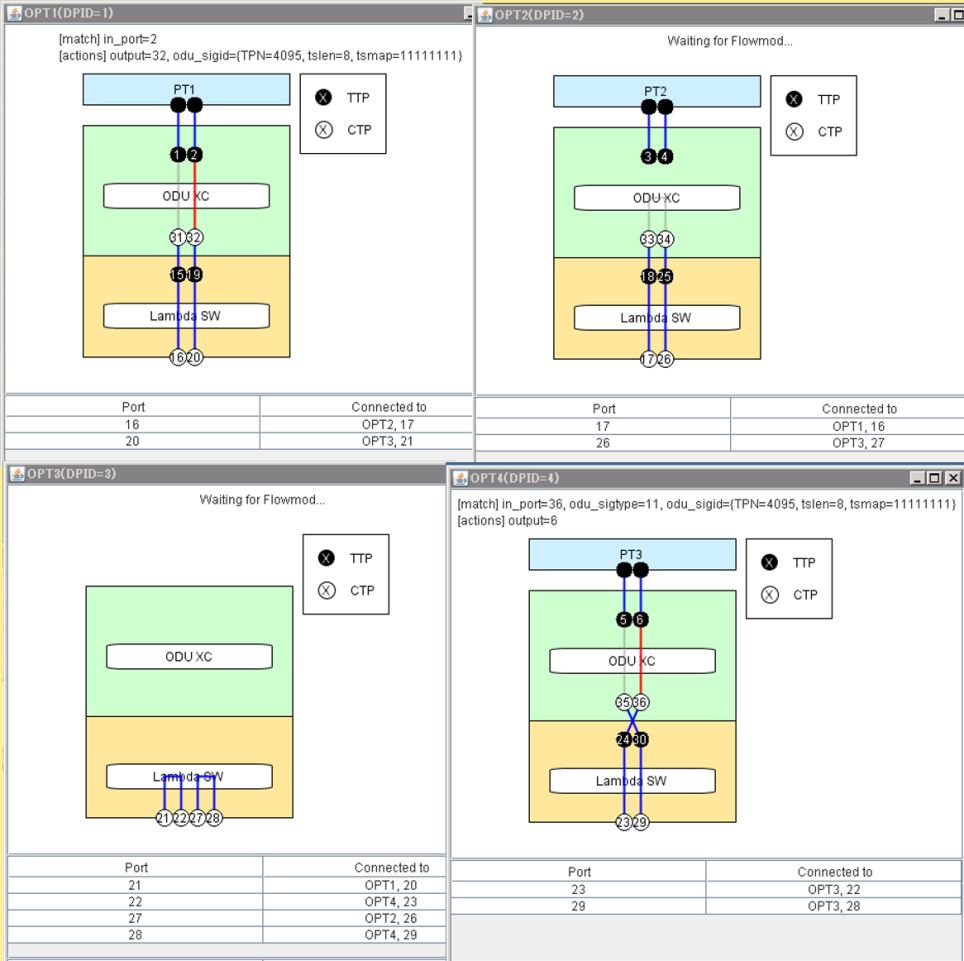 OPT1(DPID=1)
[match] in_port=2
[actions] output=32, odu_sigid={TPN=4095, tslen=8, tsmap=11111111}
PT1
X TTP
X CTP
1 2
ODU XC
31 32
15 19
Lambda SW
16 20
Port Connected to
16 OPT2, 17
20 OPT3, 21
OPT2(DPID=2)
Waiting for Flowmod...
PT2
X TTP
X CTP
3 4
ODU XC
33 34
18 25
Lambda SW
17 26
Port Connected to
17 OPT1, 16
26 OPT3, 27
OPT3(DPID=3)
Waiting for Flowmod...
X TTP
X CTP
ODU XC
Lambda SW
21 22 27 28
Port Connected to
21 OPT1, 20
22 OPT4, 23
27 OPT2, 26
28 OPT4, 29
OPT4(DPID=4)
[match] in_port=36, odu_sigtype=11, odu_sigid={TPN=4095, tslen=8, tsmap=11111111}
[actions] output=6
PT3
X TTP
X CTP
5 6
ODU XC
35 36
24 30
Lambda SW
23 29
Port Connected to
23 OPT3, 22
29 OPT3, 28